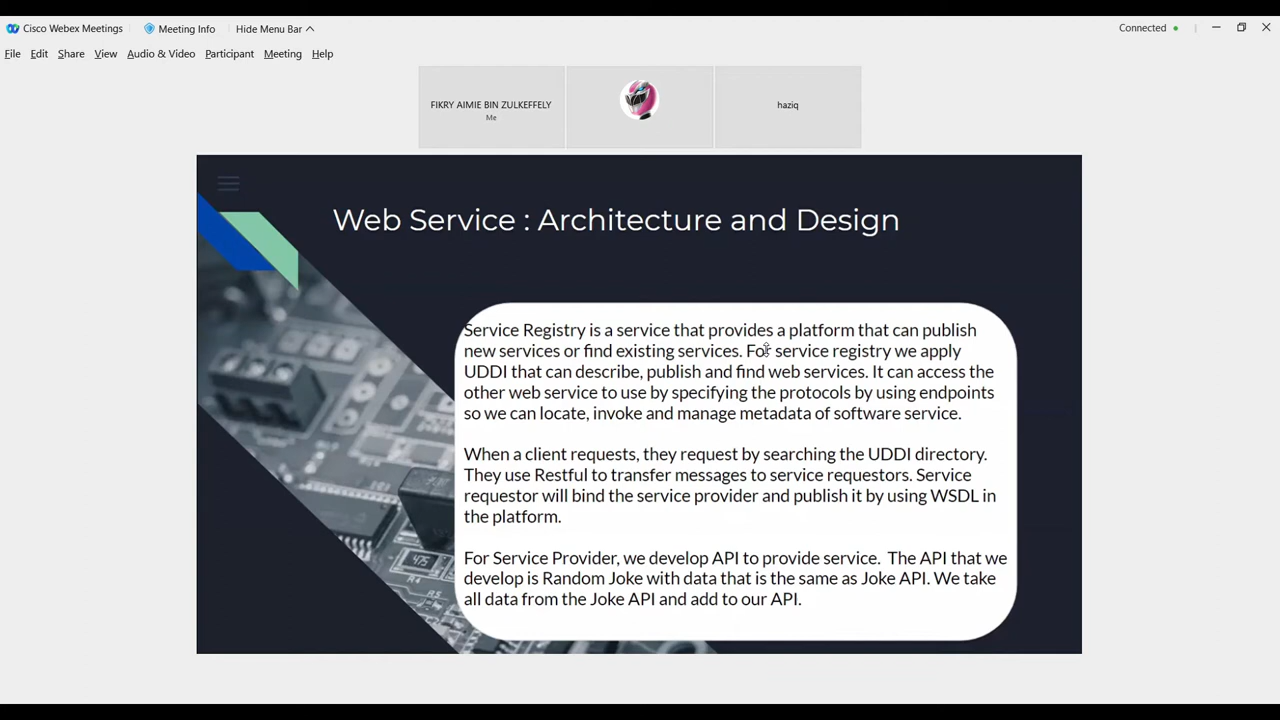 Cisco Webex Meetings Meeting Info Hide Menu Bar Connected
File Edit Share View Audio & Video Participant Meeting Help
FIKRY AIMIE BIN ZULKEFFELY
Me
haziq
Web Service : Architecture and Design
Service Registry is a service that provides a platform that can publish
new services or find existing services. For service registry we apply
UDDI that can describe, publish and find web services. It can access the
other web service to use by specifying the protocols by using endpoints
so we can locate, invoke and manage metadata of software service.
When a client requests, they request by searching the UDDI directory.
They use Restful to transfer messages to service requestors. Service
requestor will bind the service provider and publish it by using WSDL in
the platform.
For Service Provider, we develop API to provide service. The API that we
develop is Random Joke with data that is the same as Joke API. We take
all data from the Joke API and add to our API.
475
R4